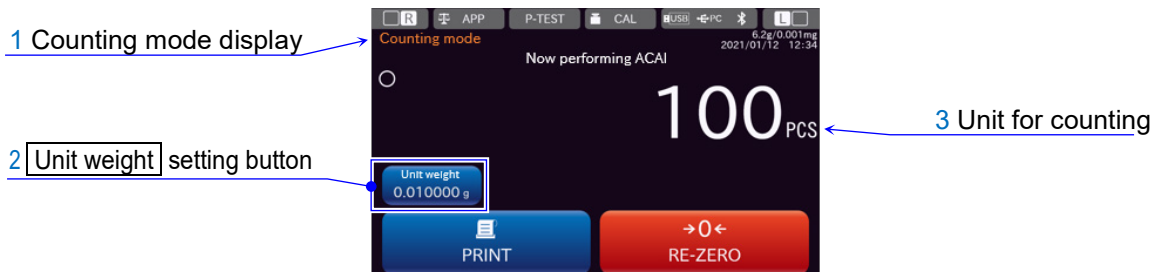 R APP P-TEST CAL USB PC L
1 Counting mode display
Counting mode
6.2g/0.001mg
2021/01/12 12:34
Now performing ACAI
100 PCS
3 Unit for counting
2 Unit weight setting button
Unit weight
0.010000 g
→0←
PRINT RE-ZERO